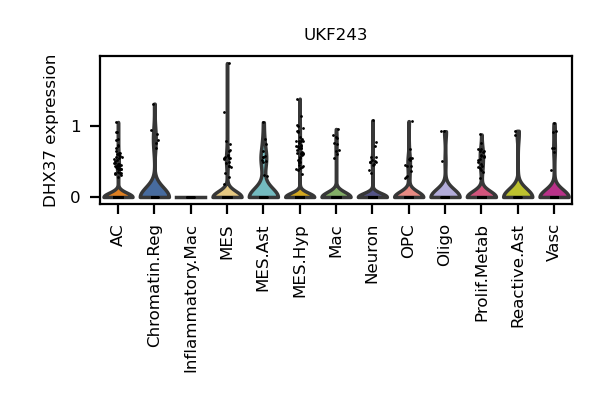 UKF243
DHX37 expression
1
0
AC
Chromatin.Reg
Inflammatory.Mac
MES
MES.Ast
MES.Hyp
Mac
Neuron
OPC
Oligo
Prolif.Metab
Reactive.Ast
Vasc